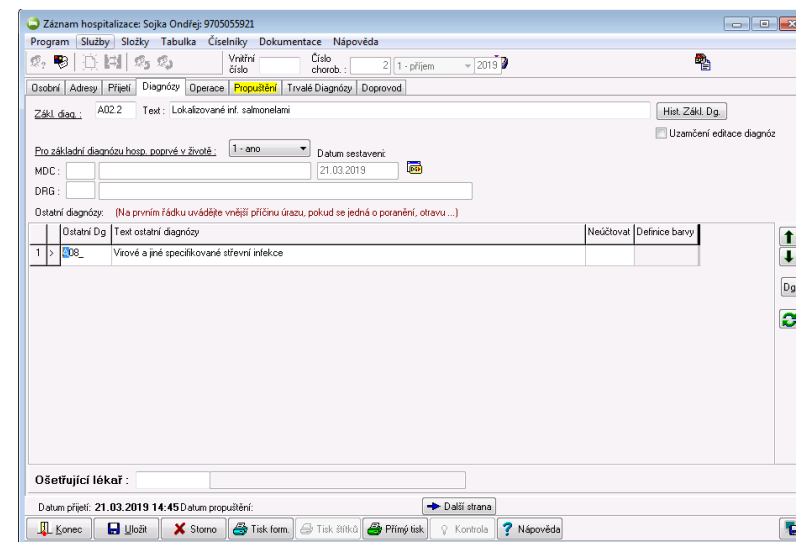 Záznam hospitalizace: Sojka Ondřej: 9705055921
Program Služby Složky Tabulka Číselníky Dokumentace Nápověda
Vnitřní číslo Číslo chorob. : 2 1 - příjem 2019
Osobní Adresy Přijetí Diagnózy Operace Propuštění Trvalé Diagnózy Doprovod
Zákl. diag. : A02.2 Text : Lokalizované inf. salmonelami Hist. Zákl. Dg.
Uzamčení editace diagnóz
Pro základní diagnózu hosp. poprvé v životě : 1 - ano Datum sestavení:
MDC : 21.03.2019
DRG :
Ostatní diagnózy: (Na prvním řádku uvádějte vnější příčinu úrazu, pokud se jedná o poranění, otravu ...)
Ostatní Dg Text ostatní diagnózy Neúčtovat Definice barvy
1 > A08_ Virové a jiné specifikované střevní infekce
Dg
Ošetřující lékař :
Datum přijetí: 21.03.2019 14:45 Datum propuštění: Další strana
Konec Uložit Storno Tisk form. Tisk štítků Přímý tisk Kontrola Nápověda